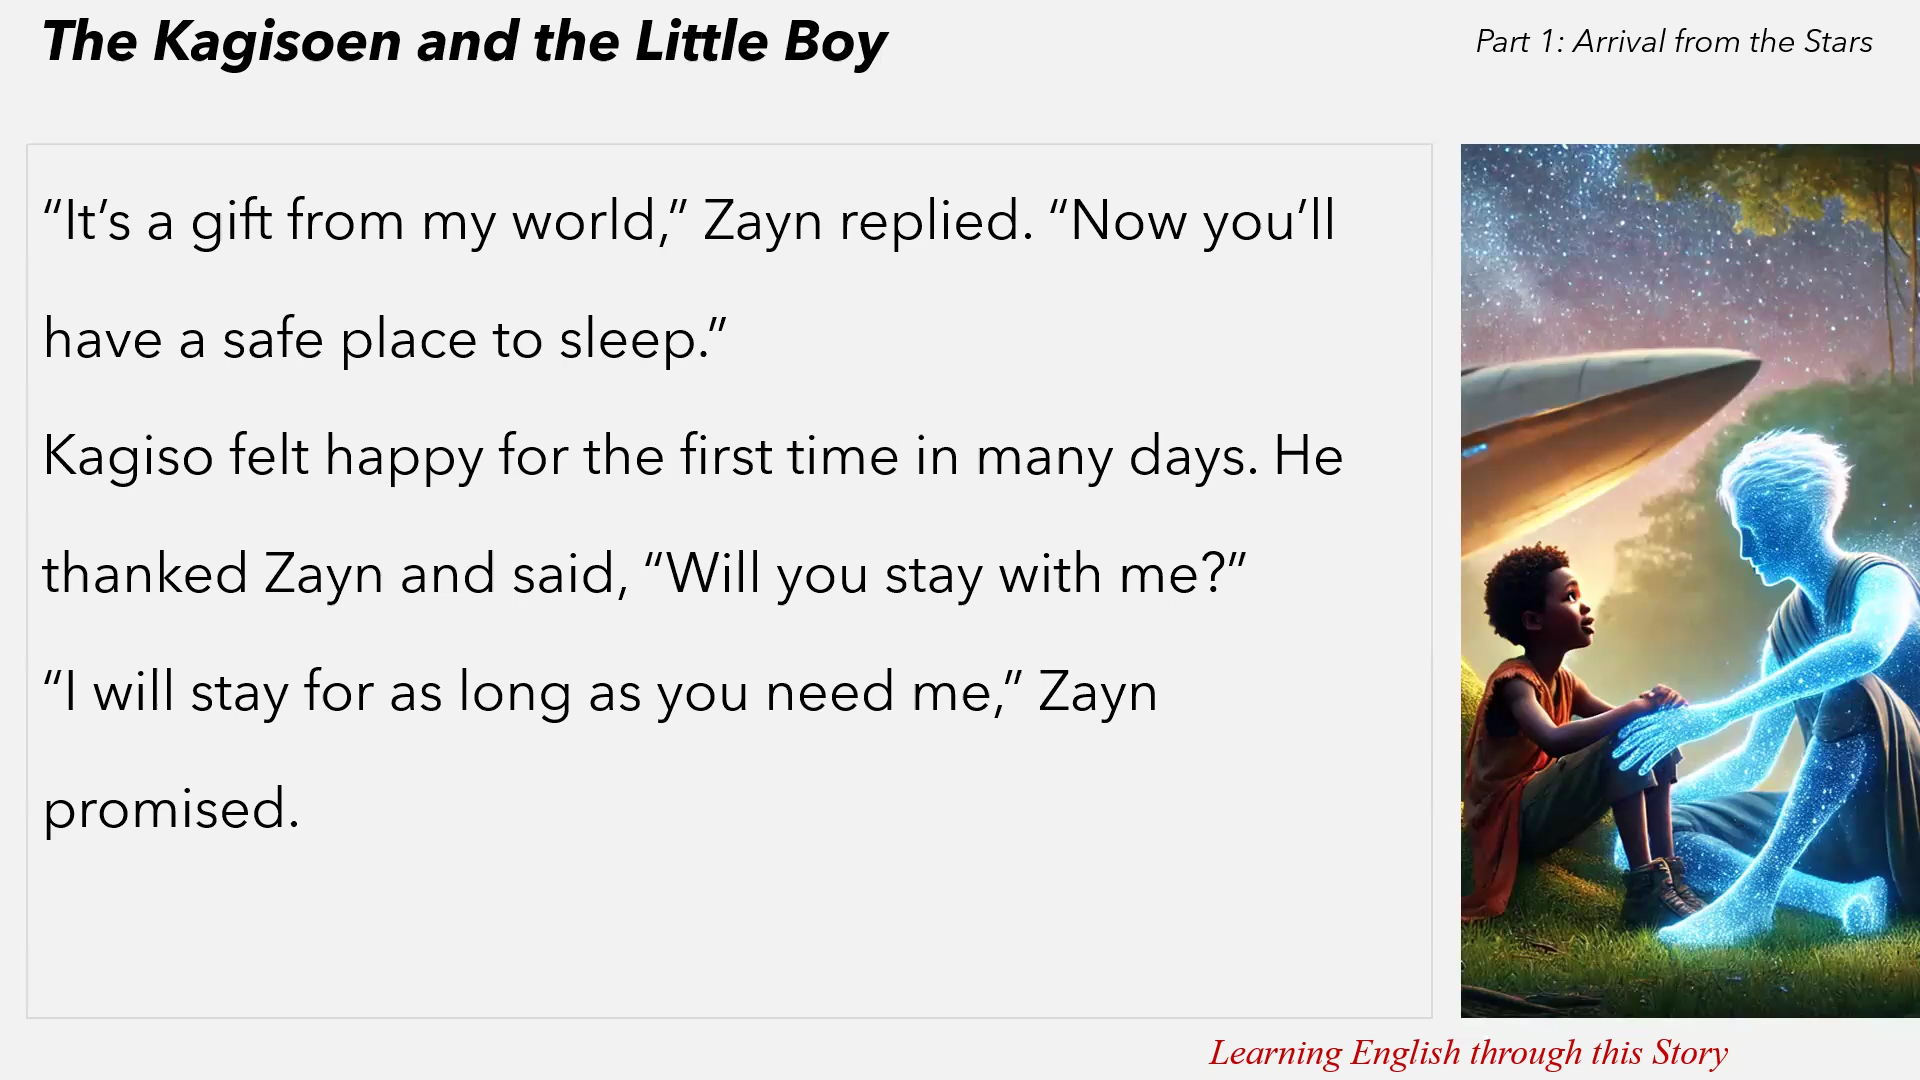 The Kagisoen and the Little Boy
Part 1: Arrival from the Stars
“It’s a gift from my world,” Zayn replied. “Now you’ll
have a safe place to sleep.”
Kagiso felt happy for the first time in many days. He
thanked Zayn and said, “Will you stay with me?”
“I will stay for as long as you need me,” Zayn
promised.
Learning English through this Story